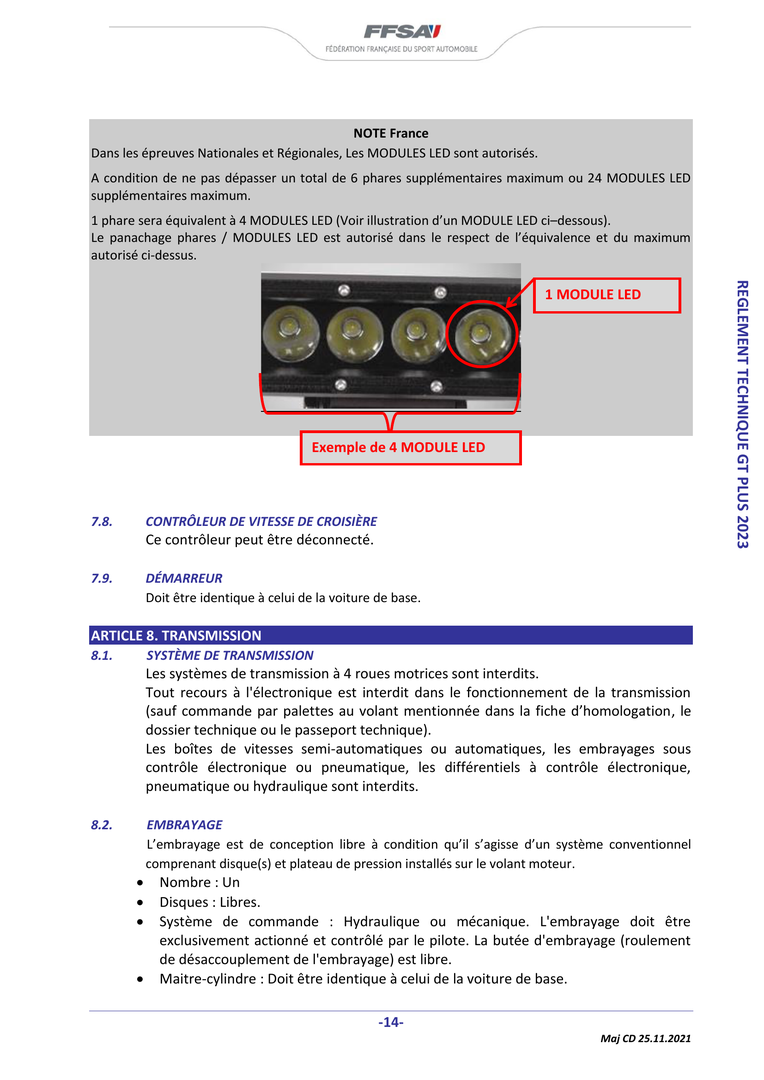 FFSA
FÉDÉRATION FRANÇAISE DU SPORT AUTOMOBILE
NOTE France
Dans les épreuves Nationales et Régionales, Les MODULES LED sont autorisés.
A condition de ne pas dépasser un total de 6 phares supplémentaires maximum ou 24 MODULES LED
supplémentaires maximum.
1 phare sera équivalent à 4 MODULES LED (Voir illustration d'un MODULE LED ci–dessous).
Le panachage phares / MODULES LED est autorisé dans le respect de l'équivalence et du maximum
autorisé ci-dessus.
1 MODULE LED
Exemple de 4 MODULE LED
REGLEMENT TECHNIQUE GT PLUS 2023
7.8. CONTRÔLEUR DE VITESSE DE CROISIÈRE
Ce contrôleur peut être déconnecté.
7.9. DÉMARREUR
Doit être identique à celui de la voiture de base.
ARTICLE 8. TRANSMISSION
8.1. SYSTÈME DE TRANSMISSION
Les systèmes de transmission à 4 roues motrices sont interdits.
Tout recours à l'électronique est interdit dans le fonctionnement de la transmission
(sauf commande par palettes au volant mentionnée dans la fiche d'homologation, le
dossier technique ou le passeport technique).
Les boîtes de vitesses semi-automatiques ou automatiques, les embrayages sous
contrôle électronique ou pneumatique, les différentiels à contrôle électronique,
pneumatique ou hydraulique sont interdits.
8.2. EMBRAYAGE
L'embrayage est de conception libre à condition qu'il s'agisse d'un système conventionnel
comprenant disque(s) et plateau de pression installés sur le volant moteur.
• Nombre : Un
• Disques : Libres.
• Système de commande : Hydraulique ou mécanique. L'embrayage doit être
exclusivement actionné et contrôlé par le pilote. La butée d'embrayage (roulement
de désaccouplement de l'embrayage) est libre.
• Maitre-cylindre : Doit être identique à celui de la voiture de base.
-14-
Maj CD 25.11.2021